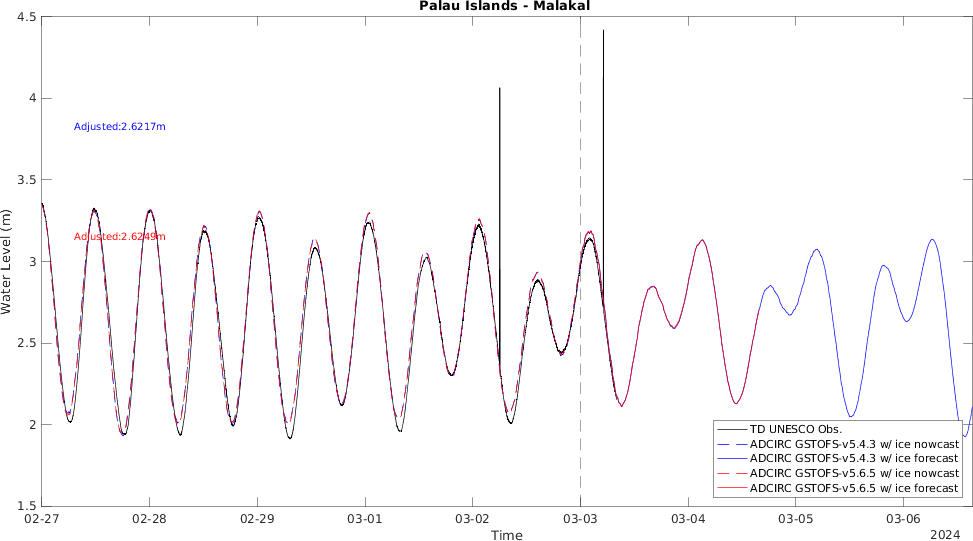 Palau Islands - Malakal
Water Level (m)
4.5
4
3.5
3
2.5
2
1.5
Adjusted:2.6217m
Adjusted:2.6249m
TD UNESCO Obs.
ADCIRC GSTOFS-v5.4.3 w/ ice nowcast
ADCIRC GSTOFS-v5.4.3 w/ ice forecast
ADCIRC GSTOFS-v5.6.5 w/ ice nowcast
ADCIRC GSTOFS-v5.6.5 w/ ice forecast
02-27 02-28 02-29 03-01 03-02 03-03 03-04 03-05 03-06
Time
2024